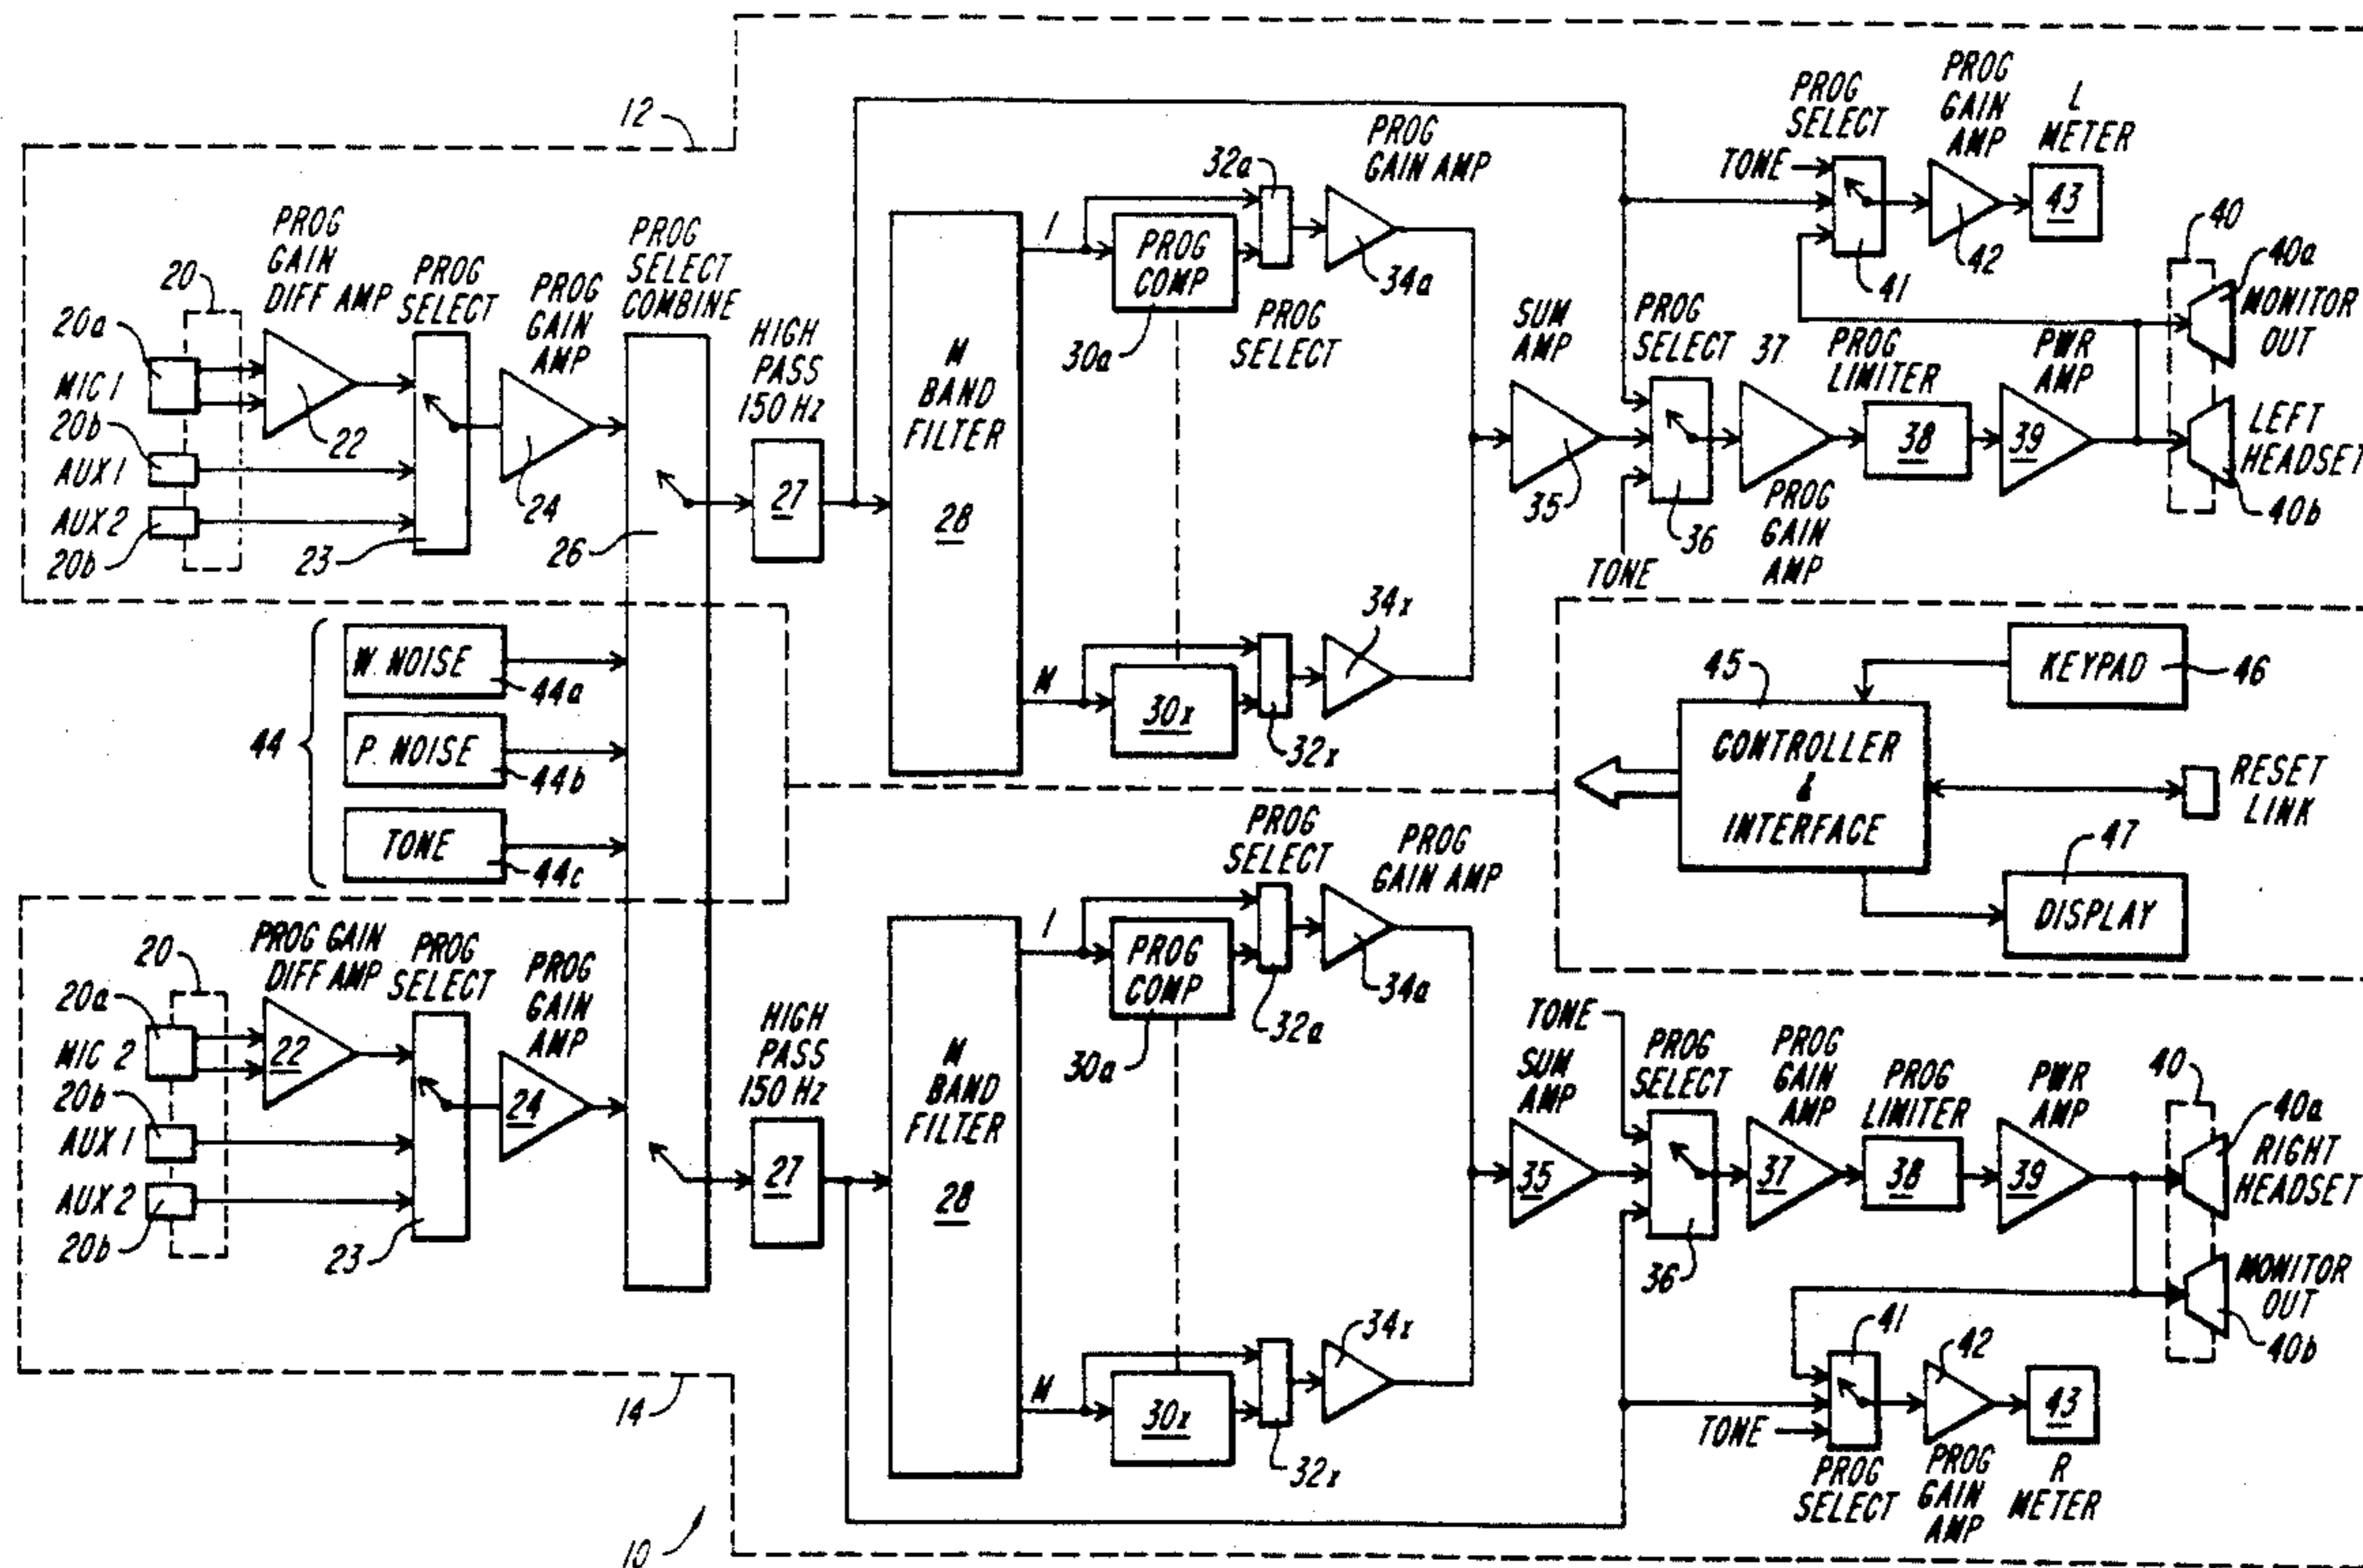 12
PROG
GAIN
DIFF AMP
PROG
SELECT
PROG
GAIN
AMP
PROG
SELECT
COMBINE
HIGH
PASS
150 Hz
20
20a
MIC 1
20b
AUX 1
AUX 2
20b
22
23
24
26
27
M
BAND
FILTER
28
I
M
PROG
COMP
30a
32a
PROG
SELECT
PROG
GAIN AMP
34a
30x
32x
34x
SUM
AMP
35
PROG
SELECT
36
TONE
37
PROG
GAIN
AMP
PROG
LIMITER
38
PWR
AMP
39
PROG
SELECT
TONE
41
PROG
GAIN
AMP
42
L
METER
43
40
40a
MONITOR
OUT
LEFT
HEADSET
40b
44
W. NOISE
44a
P. NOISE
44b
TONE
44c
45
CONTROLLER
&
INTERFACE
KEYPAD
46
RESET
LINK
47
DISPLAY
PROG GAIN
DIFF AMP
PROG
SELECT
PROG
GAIN
AMP
20
20a
MIC 2
20b
AUX 1
AUX 2
20b
22
23
24
HIGH
PASS
150 Hz
27
M
BAND
FILTER
28
I
M
PROG
COMP
30a
PROG
SELECT
32a
PROG
GAIN AMP
34a
30x
32x
34x
TONE
SUM
AMP
35
PROG
SELECT
36
PROG
GAIN
AMP
37
PROG
LIMITER
38
PWR
AMP
39
40
40a
RIGHT
HEADSET
MONITOR
OUT
40b
41
TONE
PROG
SELECT
42
PROG
GAIN
AMP
43
R
METER
14
10